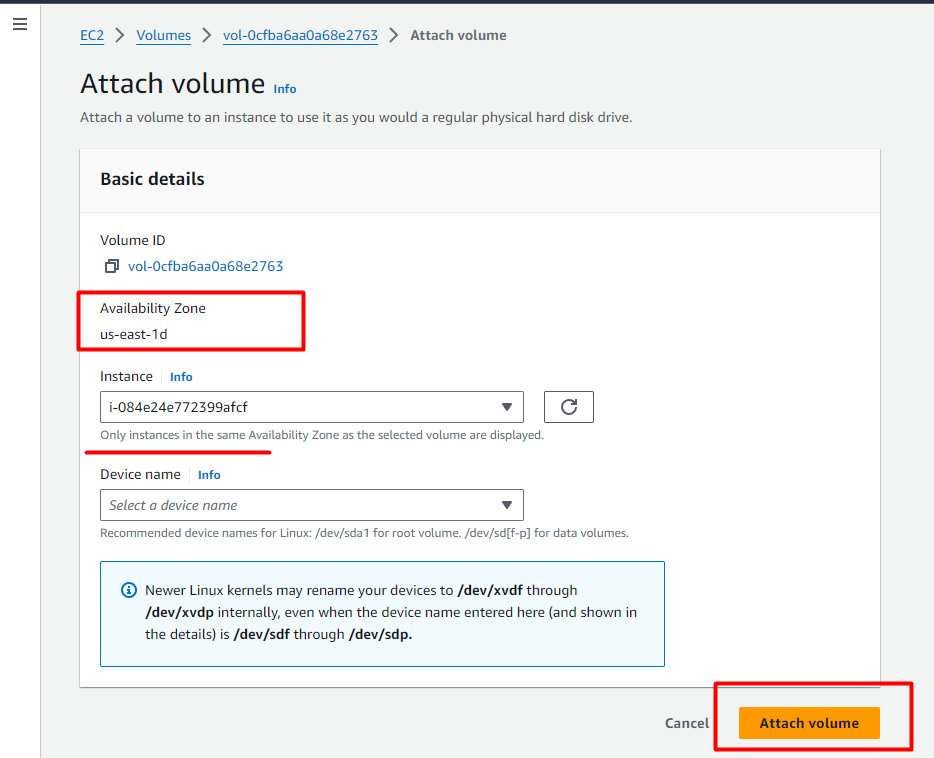 EC2 > Volumes > vol-0cfba6aa0a68e2763 > Attach volume
Attach volume Info
Attach a volume to an instance to use it as you would a regular physical hard disk drive.
Basic details
Volume ID
vol-0cfba6aa0a68e2763
Availability Zone
us-east-1d
Instance Info
i-084e24e772399afcf
Only instances in the same Availability Zone as the selected volume are displayed.
Device name Info
Select a device name
Recommended device names for Linux: /dev/sda1 for root volume. /dev/sd[f-p] for data volumes.
Newer Linux kernels may rename your devices to /dev/xvdf through
/dev/xvdp internally, even when the device name entered here (and shown in
the details) is /dev/sdf through /dev/sdp.
Cancel Attach volume